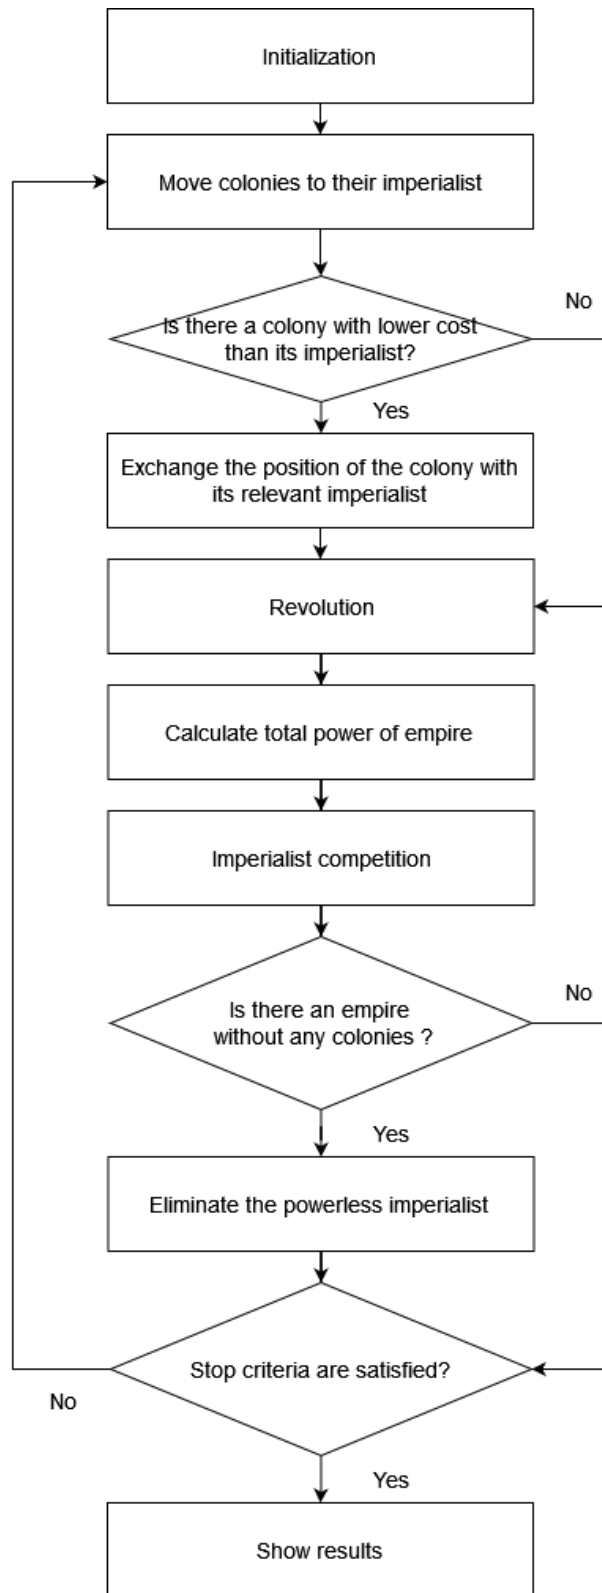 Initialization
Move colonies to their imperialist
No
Is there a colony with lower cost
than its imperialist?
Yes
Exchange the position of the colony with
its relevant imperialist
Revolution
Calculate total power of empire
Imperialist competition
No
Is there an empire
without any colonies ?
Yes
Eliminate the powerless imperialist
Stop criteria are satisfied?
No
Yes
Show results